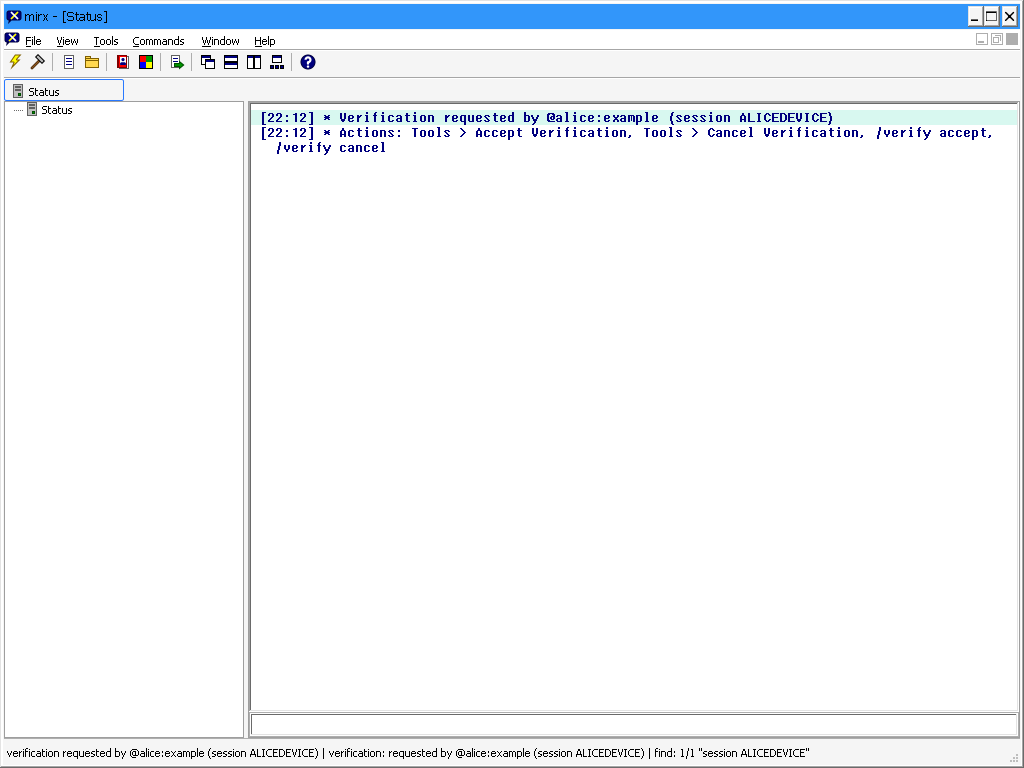 mirx - [Status]
File View Tools Commands Window Help
Status
Status
[22:12] * Verification requested by @alice:example (session ALICEDEVICE)
[22:12] * Actions: Tools > Accept Verification, Tools > Cancel Verification, /verify accept,
/verify cancel
verification requested by @alice:example (session ALICEDEVICE) | verification: requested by @alice:example (session ALICEDEVICE) | find: 1/1 "session ALICEDEVICE"